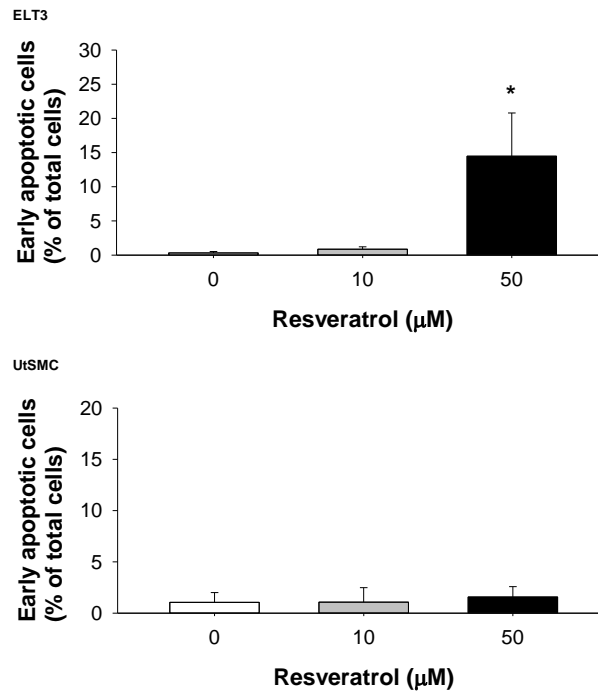 ELT3
Early apoptotic cells
(% of total cells)
30
25
20
15
10
5
0
*
0 10 50
Resveratrol (μM)
UtSMC
Early apoptotic cells
(% of total cells)
20
15
10
5
0
0 10 50
Resveratrol (μM)